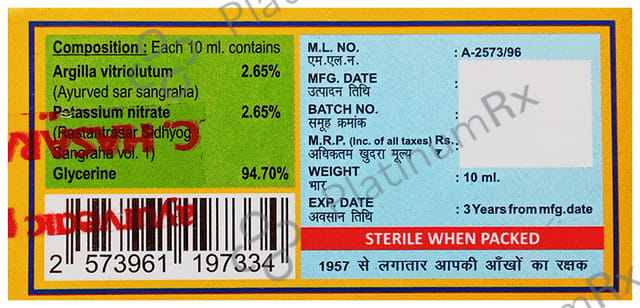 Composition : Each 10 ml. contains
Argilla vitriolutum 2.65%
(Ayurved sar sangraha)
Potassium nitrate 2.65%
(Rastantrasar Sidhyog
Sangraha vol. 1)
Glycerine 94.70%
2 573961 197334
M.L. NO. : A-2573/96
एम.एल.न.
MFG. DATE
उत्पादन तिथि
BATCH NO.
समूह क्रमांक
M.R.P. (Inc. of all taxes) Rs.
अधिकतम खुदरा मूल्य ₹
WEIGHT : 10 ml.
भार
EXP. DATE : 3 Years from mfg. date
अवसान तिथि
STERILE WHEN PACKED
1957 से लगातार आपकी आँखों का रक्षक
PlatinumRx